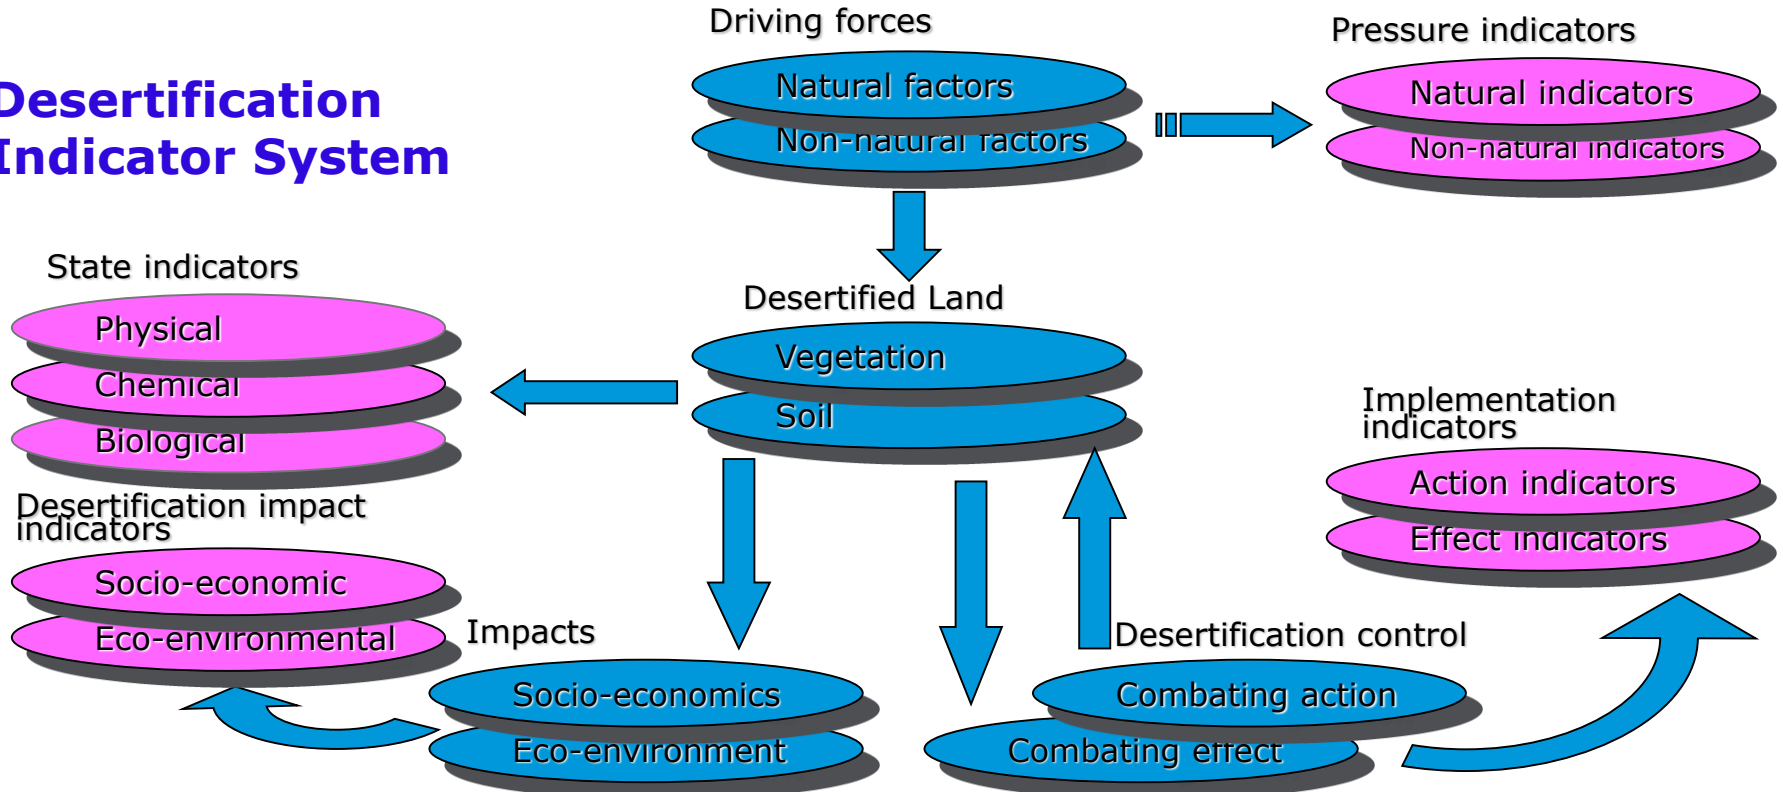 Desertification
Indicator System
Driving forces
Natural factors
Non-natural factors
Pressure indicators
Natural indicators
Non-natural indicators
State indicators
Physical
Chemical
Biological
Desertified Land
Vegetation
Soil
Implementation
indicators
Action indicators
Effect indicators
Desertification impact
indicators
Socio-economic
Eco-environmental
Impacts
Socio-economics
Eco-environment
Desertification control
Combating action
Combating effect